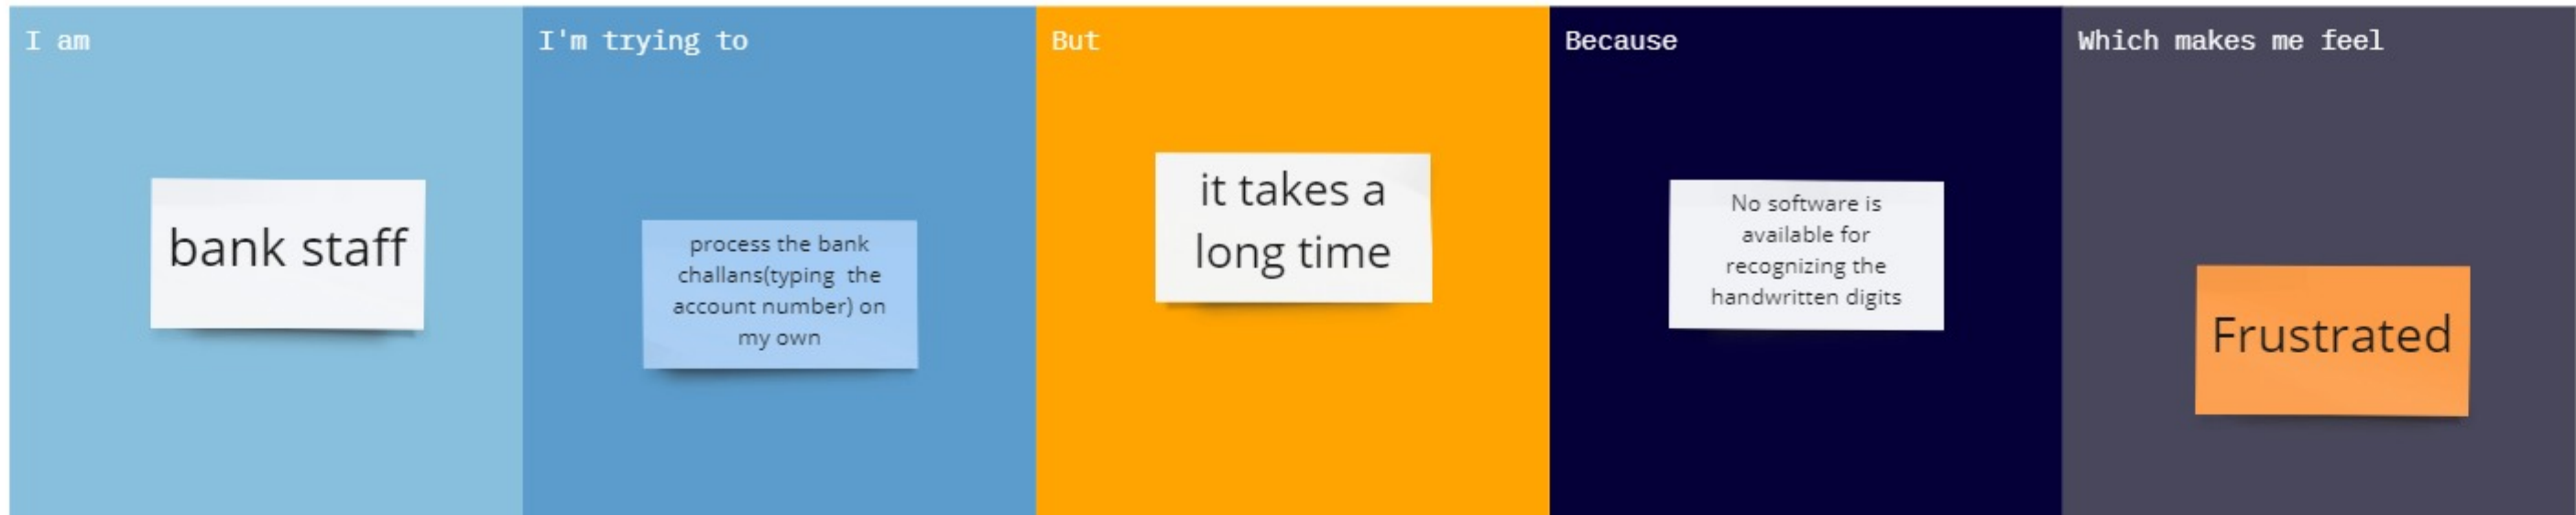 I am
bank staff
I'm trying to
process the bank
challans(typing  the
account number) on
my own
But
it takes a
long time
Because
No software is
available for
recognizing the
handwritten digits
Which makes me feel
Frustrated